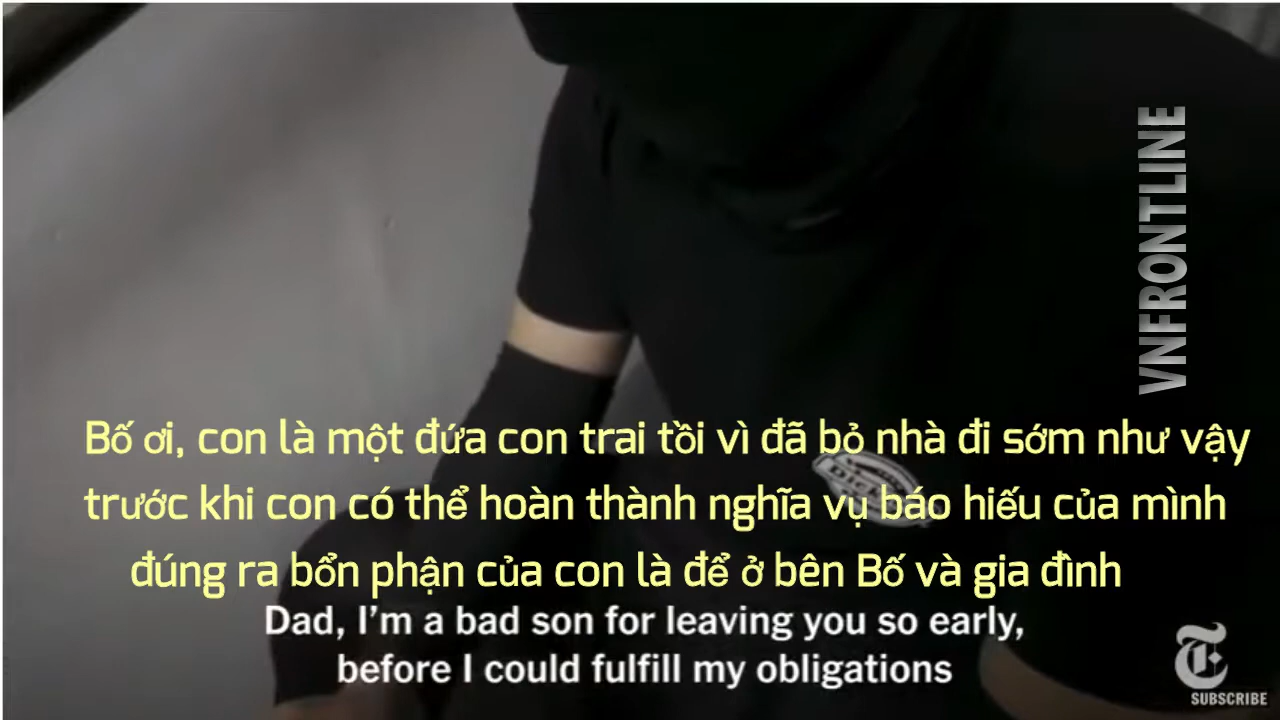 VNFRONTLINE
Bố ơi, con là một đứa con trai tồi vì đã bỏ nhà đi sớm như vậy
trước khi con có thể hoàn thành nghĩa vụ báo hiếu của mình
đúng ra bổn phận của con là để ở bên Bố và gia đình
Dad, I'm a bad son for leaving you so early,
before I could fulfill my obligations
SUBSCRIBE